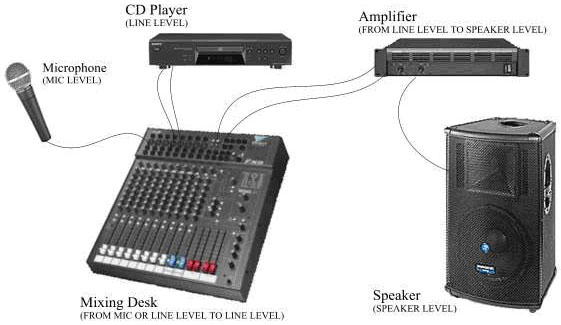 CD Player
(LINE LEVEL)
Amplifier
(FROM LINE LEVEL TO SPEAKER LEVEL)
Microphone
(MIC LEVEL)
Mixing Desk
(FROM MIC OR LINE LEVEL TO LINE LEVEL)
Speaker
(SPEAKER LEVEL)